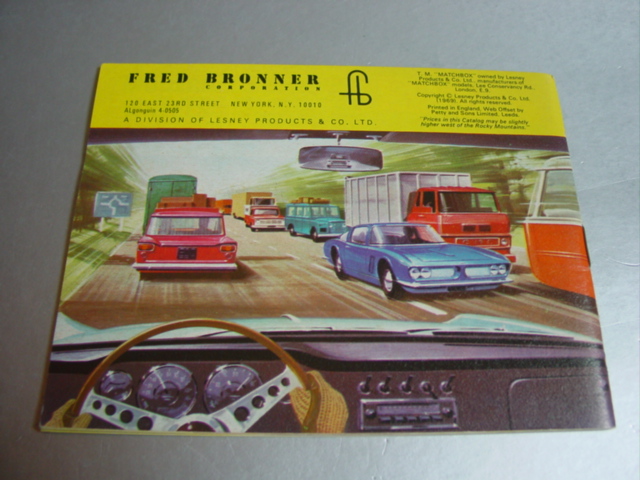 FRED BRONNER
CORPORATION
120 EAST 23RD STREET NEW YORK, N.Y. 10010
ALgonquin 4-0505
A DIVISION OF LESNEY PRODUCTS & CO. LTD.
T. M. "MATCHBOX" owned by Lesney
Products & Co. Ltd., manufacturers of
"MATCHBOX" models, Lee Conservancy Rd.
London, E.9.
Copyright © Lesney Products & Co. Ltd.
(1969). All rights reserved.
Printed in England, Web Offset by
Petty and Sons Limited, Leeds.
"Prices in this Catalog may be slightly
higher west of the Rocky Mountains."